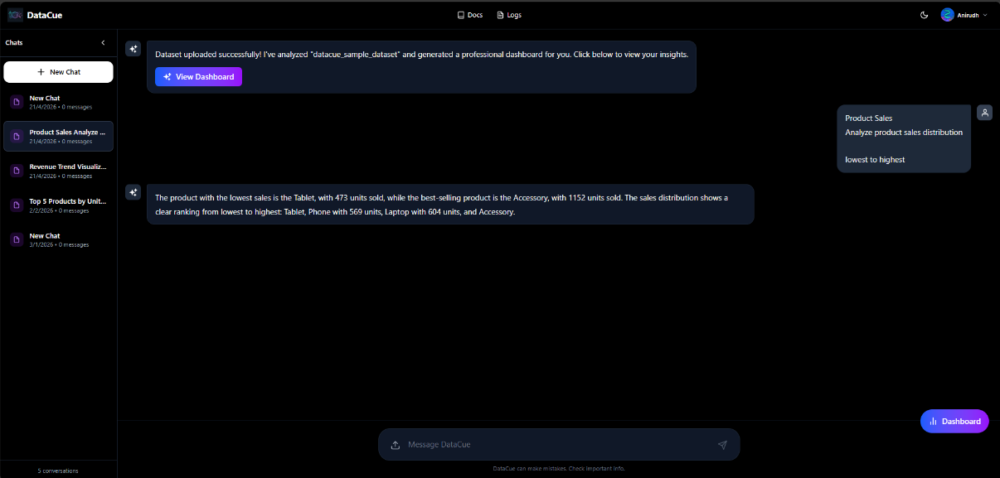 DataCue
Docs
Logs
Anirudh
Chats
New Chat
New Chat
21/4/2026 • 0 messages
Product Sales Analyze ...
21/4/2026 • 0 messages
Revenue Trend Visualiz...
21/4/2026 • 0 messages
Top 5 Products by Unit...
2/2/2026 • 0 messages
New Chat
3/1/2026 • 0 messages
5 conversations
Dataset uploaded successfully! I've analyzed "datacue_sample_dataset" and generated a professional dashboard for you. Click below to view your insights.
View Dashboard
Product Sales
Analyze product sales distribution
lowest to highest
The product with the lowest sales is the Tablet, with 473 units sold, while the best-selling product is the Accessory, with 1152 units sold. The sales distribution shows a
clear ranking from lowest to highest: Tablet, Phone with 569 units, Laptop with 604 units, and Accessory.
Dashboard
Message DataCue
DataCue can make mistakes. Check important info.